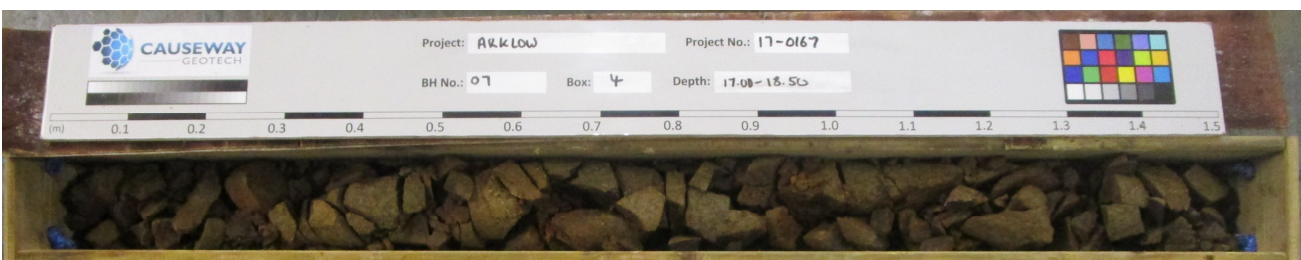 CAUSEWAY
GEOTECH
Project: ARKLOW
Project No.: 17-0167
BH No.: 07
Box: 4
Depth: 17.00-18.50
(m) 0.1 0.2 0.3 0.4 0.5 0.6 0.7 0.8 0.9 1.0 1.1 1.2 1.3 1.4 1.5